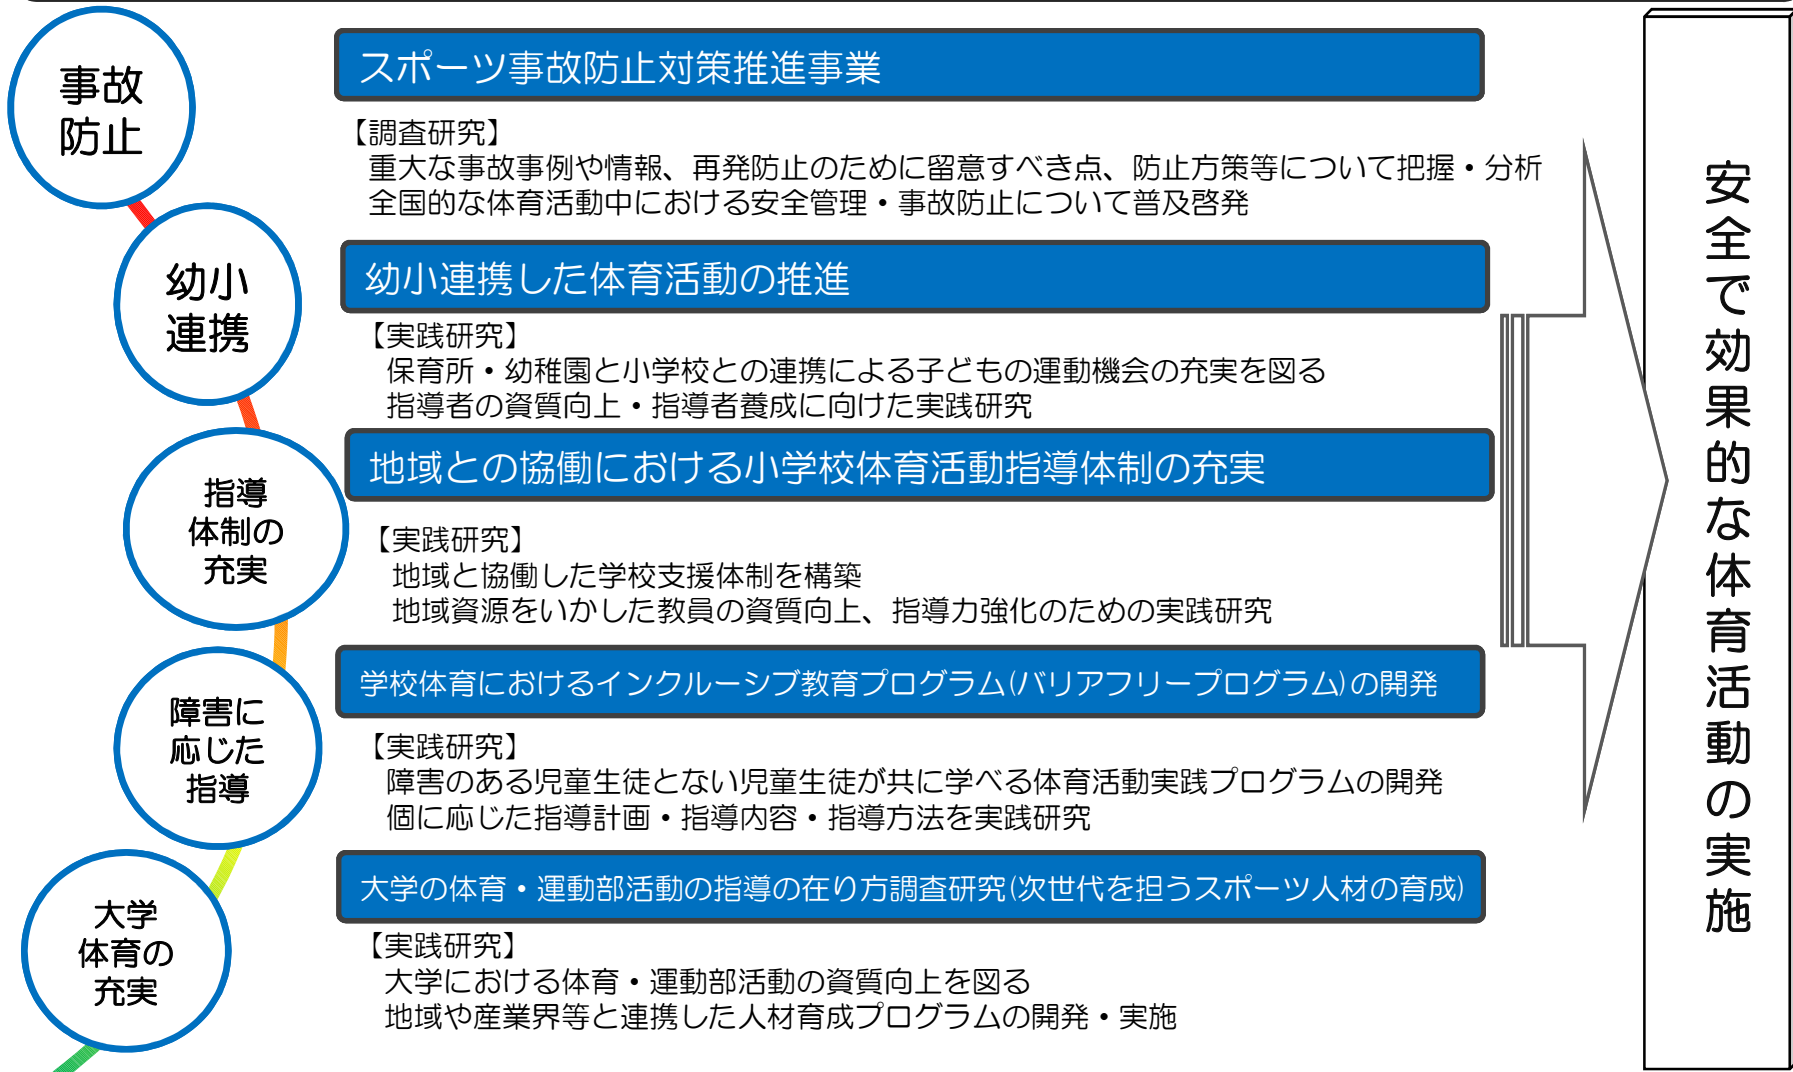 事故
防止
スポーツ事故防止対策推進事業
【調査研究】
重大な事故事例や情報、再発防止のために留意すべき点、防止方策等について把握・分析
全国的な体育活動中における安全管理・事故防止について普及啓発
幼小
連携
幼小連携した体育活動の推進
【実践研究】
保育所・幼稚園と小学校との連携による子どもの運動機会の充実を図る
指導者の資質向上・指導者養成に向けた実践研究
指導
体制の
充実
地域との協働における小学校体育活動指導体制の充実
【実践研究】
地域と協働した学校支援体制を構築
地域資源をいかした教員の資質向上、指導力強化のための実践研究
障害に
応じた
指導
学校体育におけるインクルーシブ教育プログラム(バリアフリープログラム)の開発
【実践研究】
障害のある児童生徒とない児童生徒が共に学べる体育活動実践プログラムの開発
個に応じた指導計画・指導内容・指導方法を実践研究
大学
体育の
充実
大学の体育・運動部活動の指導の在り方調査研究(次世代を担うスポーツ人材の育成)
【実践研究】
大学における体育・運動部活動の資質向上を図る
地域や産業界等と連携した人材育成プログラムの開発・実施
安全で効果的な体育活動の実施